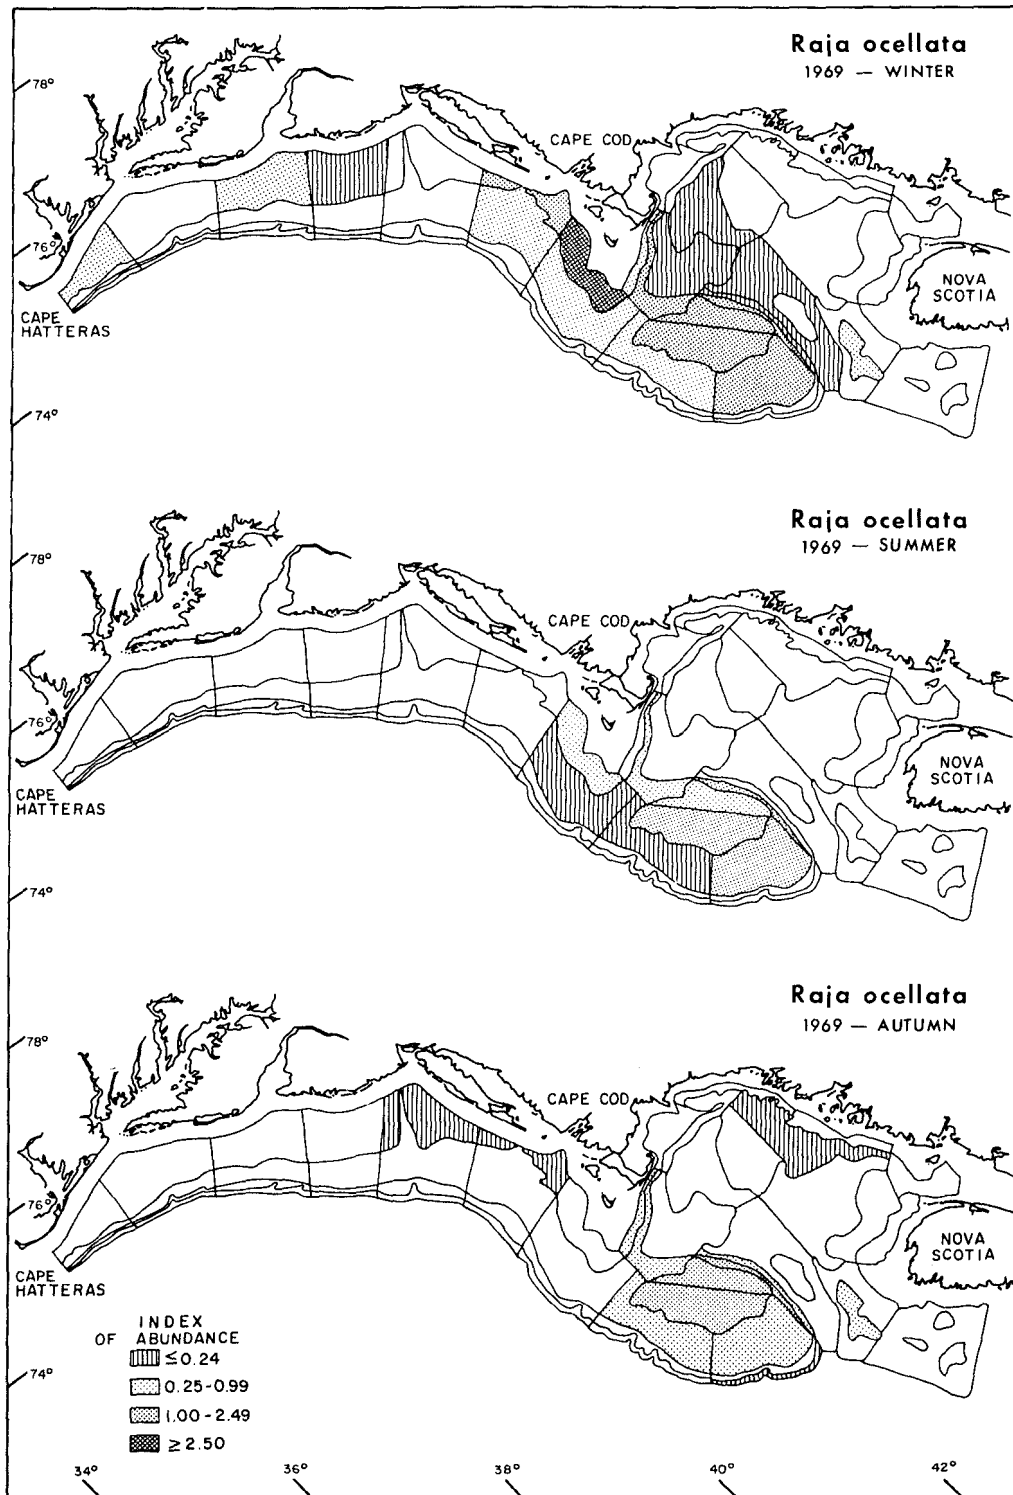 Raja ocellata
1969 — WINTER
78°
CAPE COD
76°
NOVA
SCOTIA
CAPE
HATTERAS
74°
Raja ocellata
1969 — SUMMER
78°
CAPE COD
76°
NOVA
SCOTIA
CAPE
HATTERAS
74°
Raja ocellata
1969 — AUTUMN
78°
CAPE COD
76°
NOVA
SCOTIA
CAPE
HATTERAS
INDEX
OF ABUNDANCE
≤0.24
74°
0.25-0.99
1.00-2.49
≥2.50
34°
36°
38°
40°
42°